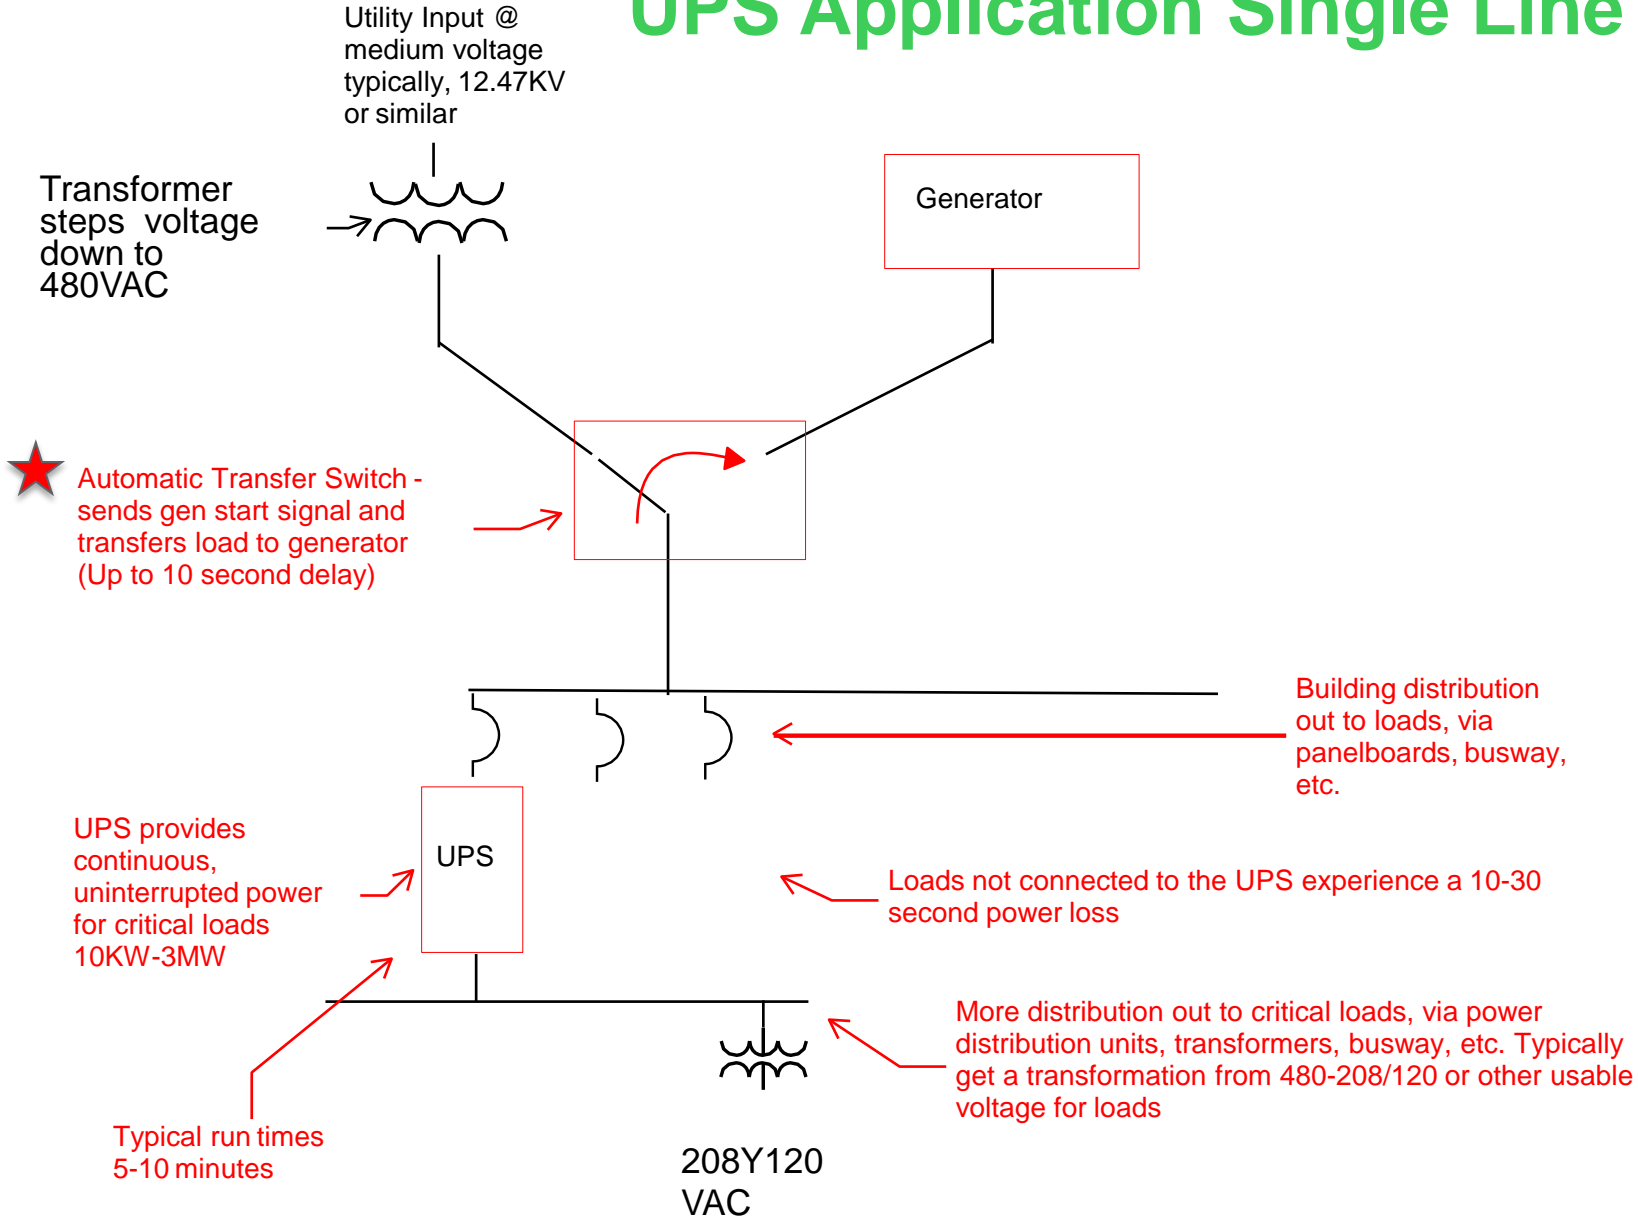 UPS Application Single Line
Utility Input @
medium voltage
typically, 12.47KV
or similar
Transformer
steps voltage
down to
480VAC
Generator
Automatic Transfer Switch -
sends gen start signal and
transfers load to generator
(Up to 10 second delay)
Building distribution
out to loads, via
panelboards, busway,
etc.
UPS provides
continuous,
uninterrupted power
for critical loads
10KW-3MW
UPS
Loads not connected to the UPS experience a 10-30
second power loss
More distribution out to critical loads, via power
distribution units, transformers, busway, etc. Typically
get a transformation from 480-208/120 or other usable
voltage for loads
Typical run times
5-10 minutes
208Y120
VAC